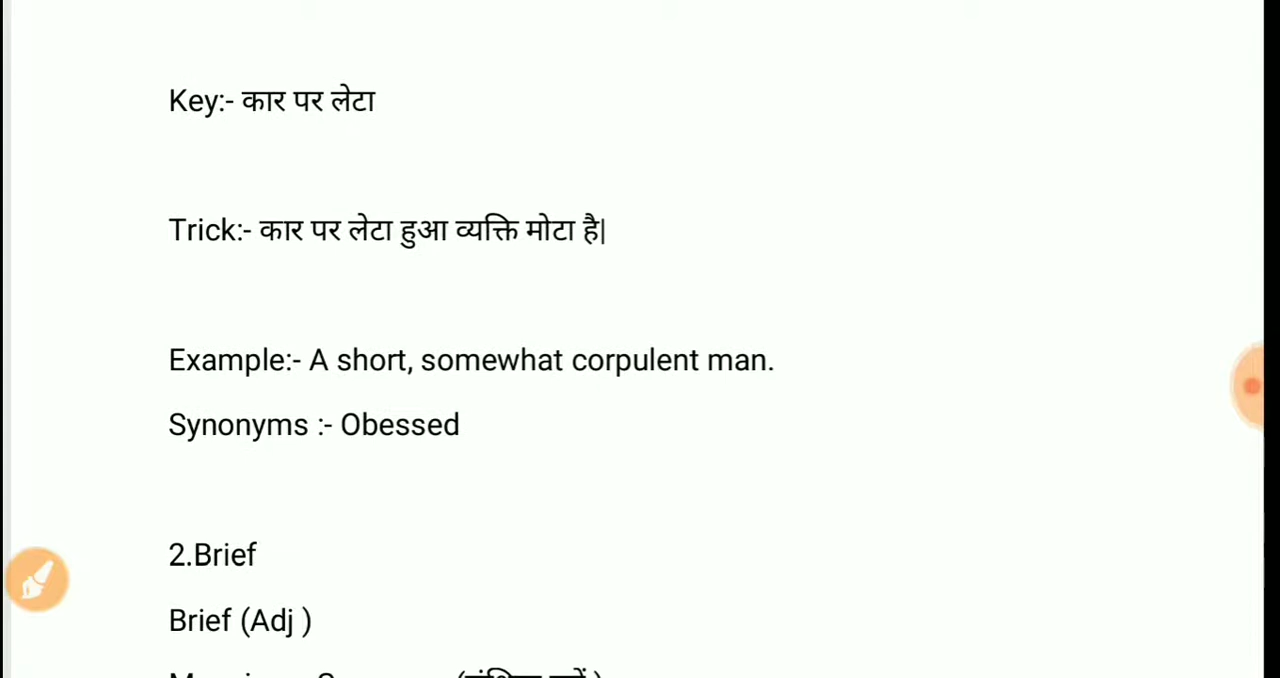 Key:- कार पर लेटा
Trick:- कार पर लेटा हुआ व्यक्ति मोटा है|
Example:- A short, somewhat corpulent man.
Synonyms :- Obessed
2.Brief
Brief (Adj )